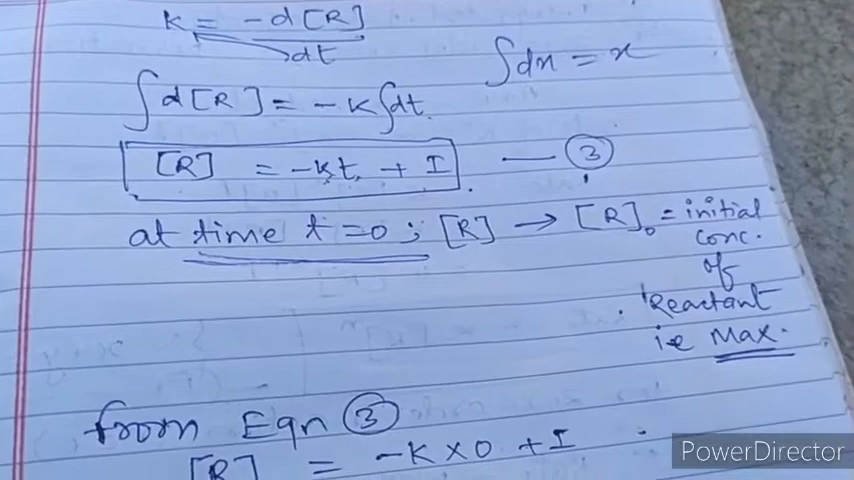 K = -d[R]
dt
∫dx = x
∫d[R] = -K∫dt.
[R] = -kt + I — ③
at time t = 0 ; [R] → [R]₀ = initial
conc.
of
Reactant
i.e Max.
from Eqn ③
[R] = -K × 0 + I
PowerDirector